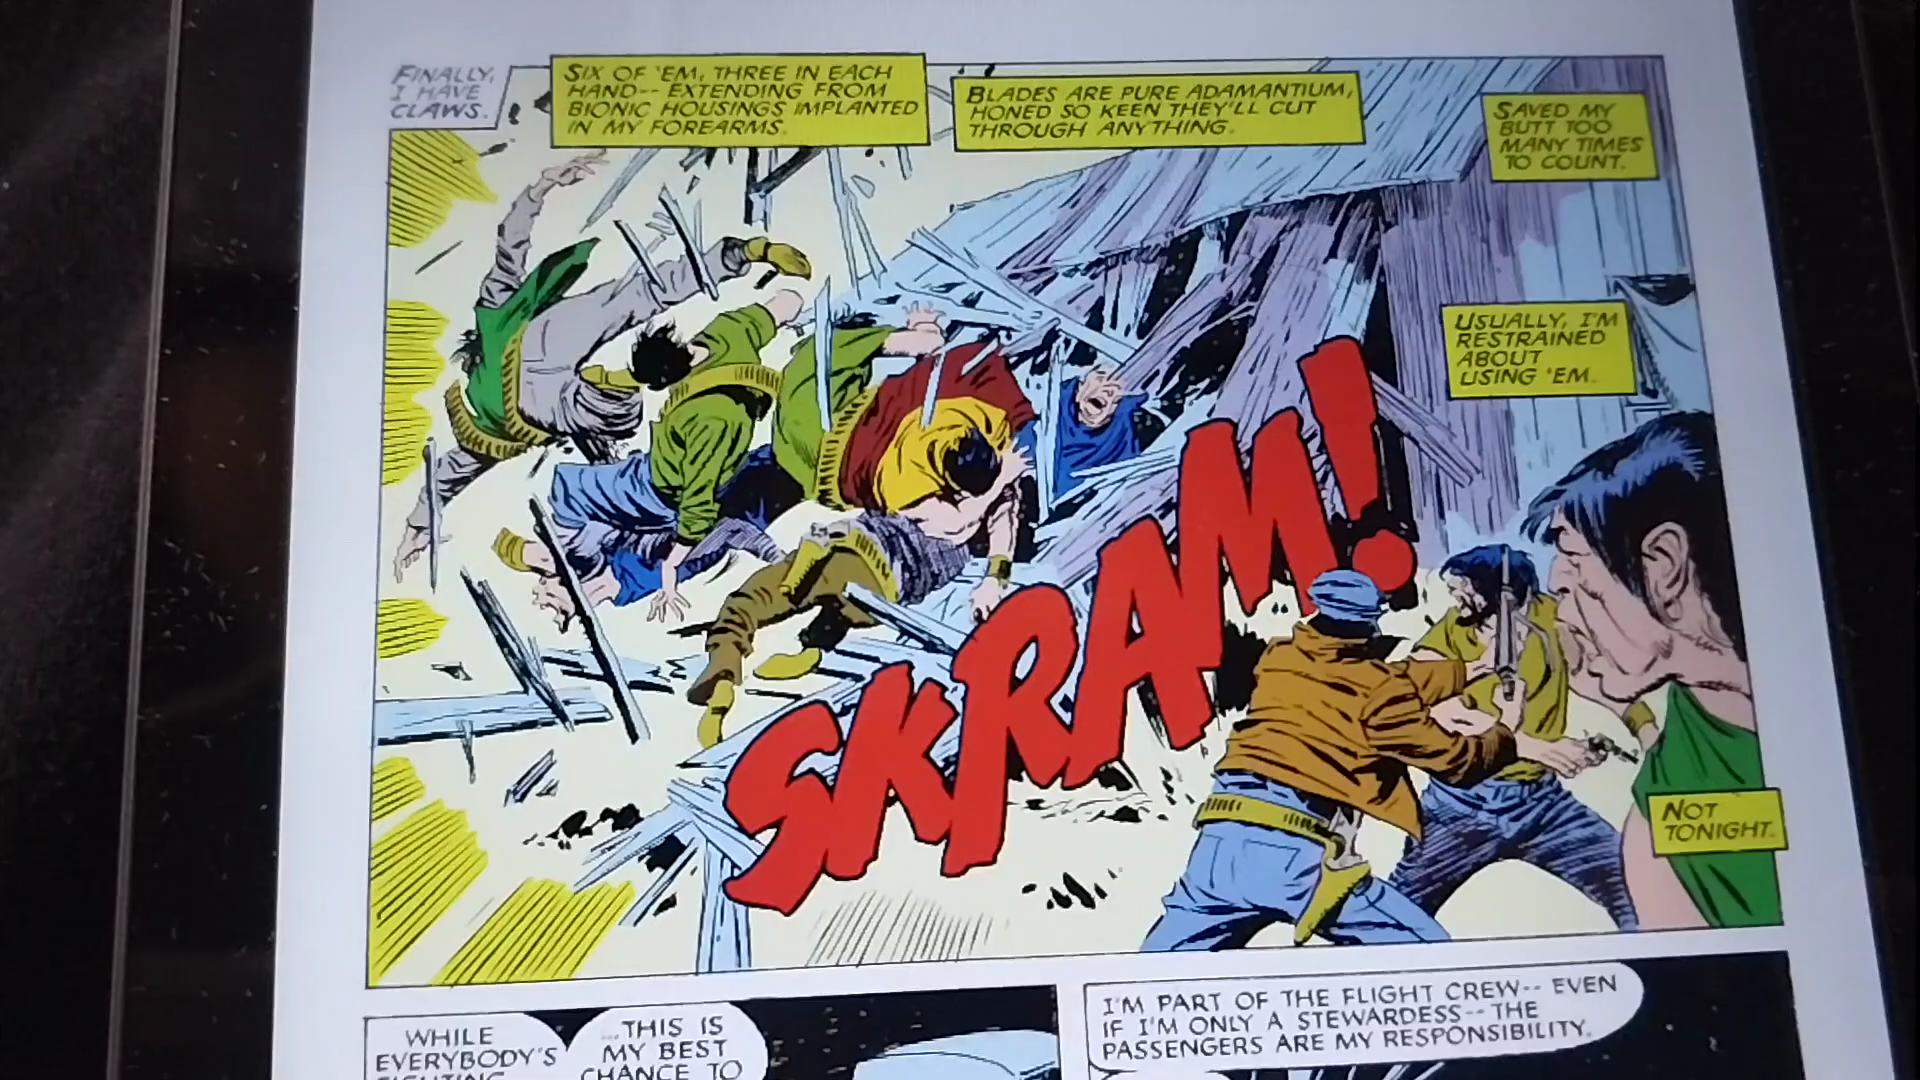 FINALLY,
I HAVE
CLAWS.
SIX OF 'EM, THREE IN EACH
HAND-- EXTENDING FROM
BIONIC HOUSINGS IMPLANTED
IN MY FOREARMS.
BLADES ARE PURE ADAMANTIUM,
HONED SO KEEN THEY'LL CUT
THROUGH ANYTHING.
SAVED MY
BUTT TOO
MANY TIMES
TO COUNT.
USUALLY, I'M
RESTRAINED
ABOUT
USING 'EM.
SKRAM!
NOT
TONIGHT.
WHILE
EVERYBODY'S
FIGHTING
...THIS IS
MY BEST
CHANCE TO
I'M PART OF THE FLIGHT CREW-- EVEN
IF I'M ONLY A STEWARDESS-- THE
PASSENGERS ARE MY RESPONSIBILITY.